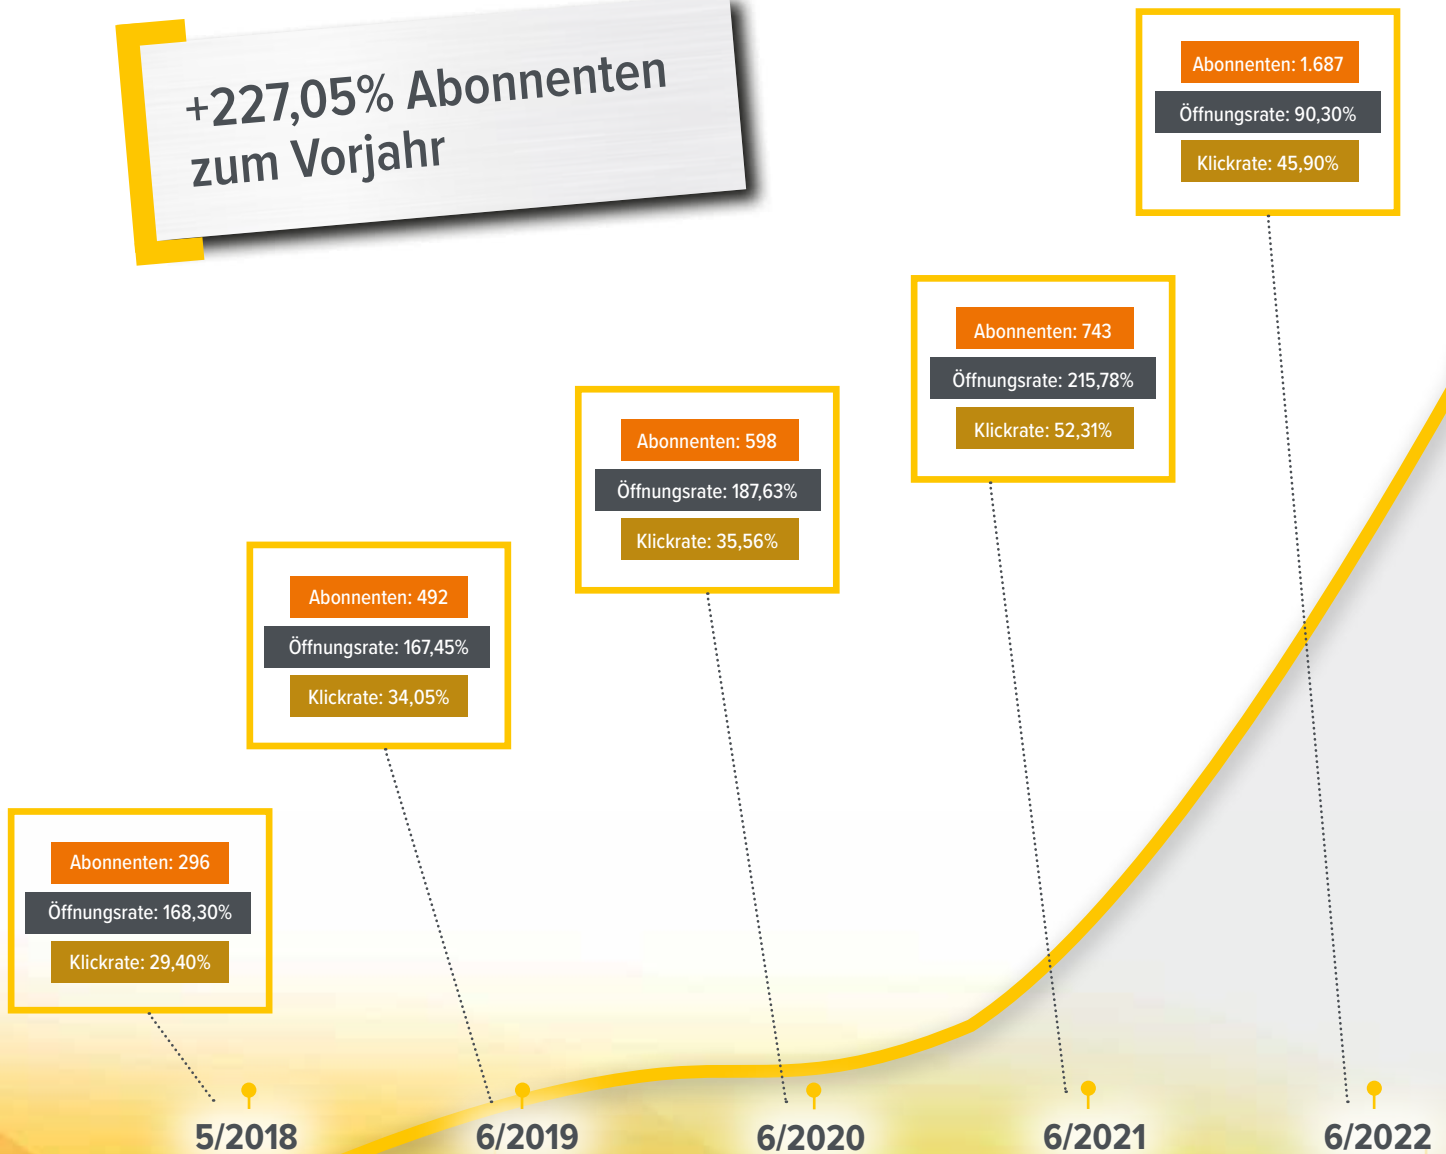 +227,05% Abonnenten
zum Vorjahr
Abonnenten: 1.687
Öffnungsrate: 90,30%
Klickrate: 45,90%
Abonnenten: 743
Öffnungsrate: 215,78%
Klickrate: 52,31%
Abonnenten: 598
Öffnungsrate: 187,63%
Klickrate: 35,56%
Abonnenten: 492
Öffnungsrate: 167,45%
Klickrate: 34,05%
Abonnenten: 296
Öffnungsrate: 168,30%
Klickrate: 29,40%
5/2018
6/2019
6/2020
6/2021
6/2022